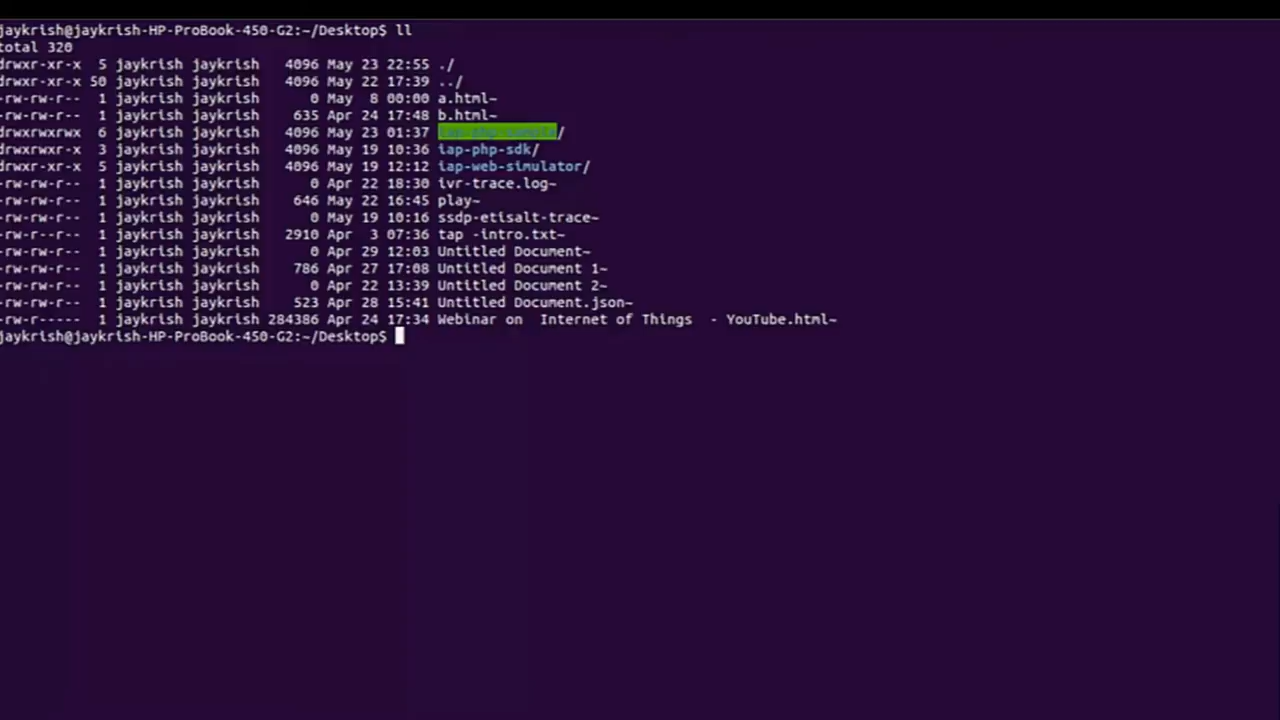 jaykrish@jaykrish-HP-ProBook-450-G2:~/Desktop$ ll
total 320
drwxr-xr-x 5 jaykrish jaykrish 4096 May 23 22:55 ./
drwxr-xr-x 50 jaykrish jaykrish 4096 May 22 17:39 ../
-rw-rw-r-- 1 jaykrish jaykrish 0 May 8 00:00 a.html~
-rw-rw-r-- 1 jaykrish jaykrish 635 Apr 24 17:48 b.html~
drwxrwxrwx 6 jaykrish jaykrish 4096 May 23 01:37
drwxrwxrwx 3 jaykrish jaykrish 4096 May 19 10:36 iap-php-sdk/
drwxr-xr-x 5 jaykrish jaykrish 4096 May 19 12:12 iap-web-simulator/
-rw-rw-r-- 1 jaykrish jaykrish 0 Apr 22 18:30 ivr-trace.log~
-rw-rw-r-- 1 jaykrish jaykrish 646 May 22 16:45 play~
-rw-rw-r-- 1 jaykrish jaykrish 0 May 19 10:16 ssdp-etisalt-trace~
-rw-rw-r--r-- 1 jaykrish jaykrish 2910 Apr 3 07:36 tap -intro.txt~
-rw-rw-r-- 1 jaykrish jaykrish 0 Apr 29 12:03 Untitled Document~
-rw-rw-r-- 1 jaykrish jaykrish 786 Apr 27 17:08 Untitled Document 1~
-rw-rw-r-- 1 jaykrish jaykrish 0 Apr 22 13:39 Untitled Document 2~
-rw-rw-r-- 1 jaykrish jaykrish 523 Apr 28 15:41 Untitled Document.json~
-rw-r----- 1 jaykrish jaykrish 284386 Apr 24 17:34 Webinar on  Internet of Things  - YouTube.html~
jaykrish@jaykrish-HP-ProBook-450-G2:~/Desktop$